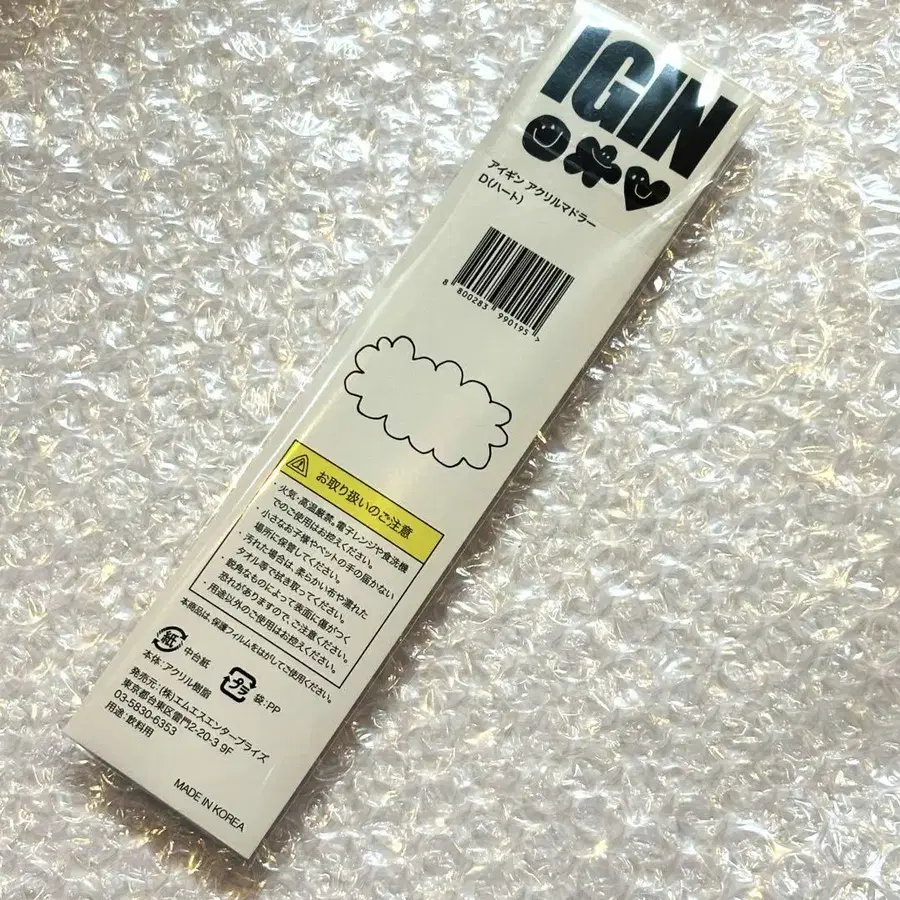 IGIN
アイギン アクリルマドラー
D(ハート)
8 800283 990195 >
お取り扱いのご注意
・火気・高温厳禁。電子レンジや食洗機
でのご使用はお控えください。
・小さなお子様やペットの手の届かない
場所に保管してください。
・汚れた場合は、柔らかい布や濡れた
タオル等で拭き取ってください。
・鋭角なものによって表面に傷がつく
恐れがありますので、ご注意ください。
・用途以外のご使用はお控えください。
本商品は、保護フィルムをはがしてご使用ください。
紙 中台紙
プラ 袋:PP
本体:アクリル樹脂
発売元:(株)エムエスエンタープライズ
東京都台東区雷門2-20-3 9F
03-5830-6353
用途:飲料用
MADE IN KOREA